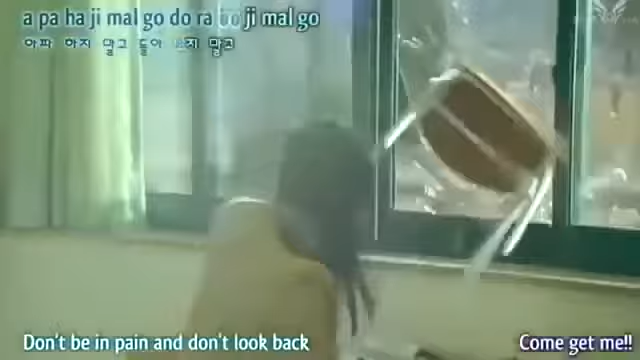 a pa ha ji mal go do ra bo ji mal go
아파 하지 말고 돌아 보지 말고
Don't be in pain and don't look back
Come get me!!